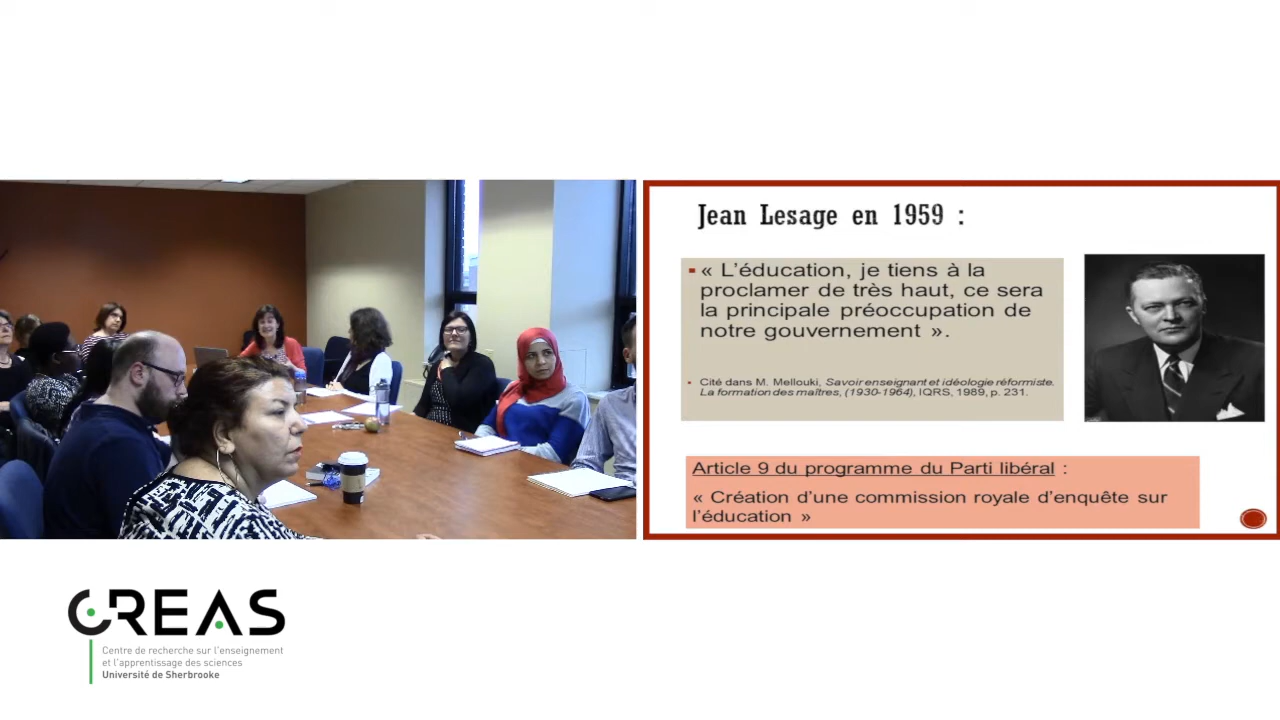 Jean Lesage en 1959 :
« L'éducation, je tiens à la
proclamer de très haut, ce sera
la principale préoccupation de
notre gouvernement ».
Cité dans M. Mellouki, Savoir enseignant et idéologie réformiste.
La formation des maîtres, (1930-1964), IQRS, 1989, p. 231.
Article 9 du programme du Parti libéral :
« Création d'une commission royale d'enquête sur
l'éducation »
CREAS
Centre de recherche sur l'enseignement
et l'apprentissage des sciences
Université de Sherbrooke